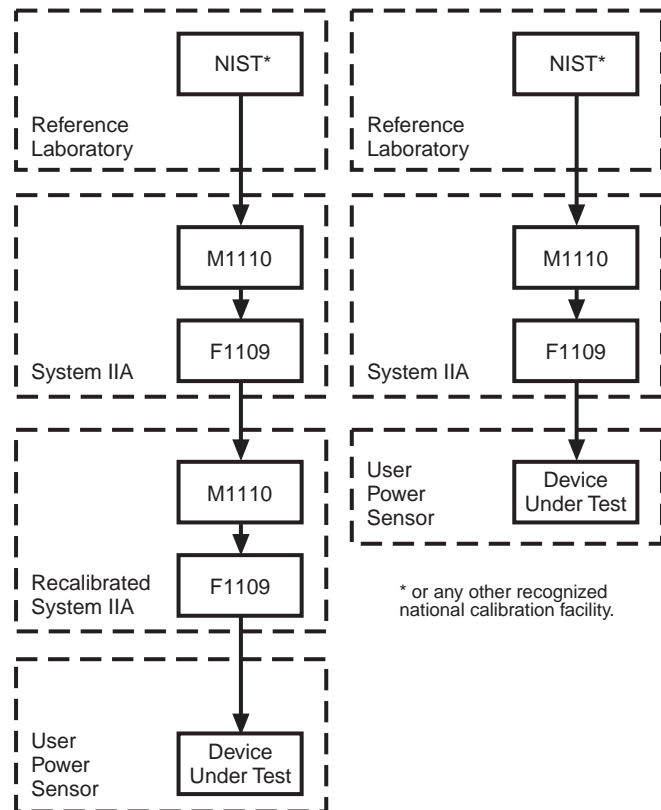 NIST*
Reference
Laboratory
M1110
F1109
System IIA
M1110
F1109
Recalibrated
System IIA
User
Power
Sensor
Device
Under Test
NIST*
Reference
Laboratory
M1110
F1109
System IIA
User
Power
Sensor
Device
Under Test
* or any other recognized
national calibration facility.